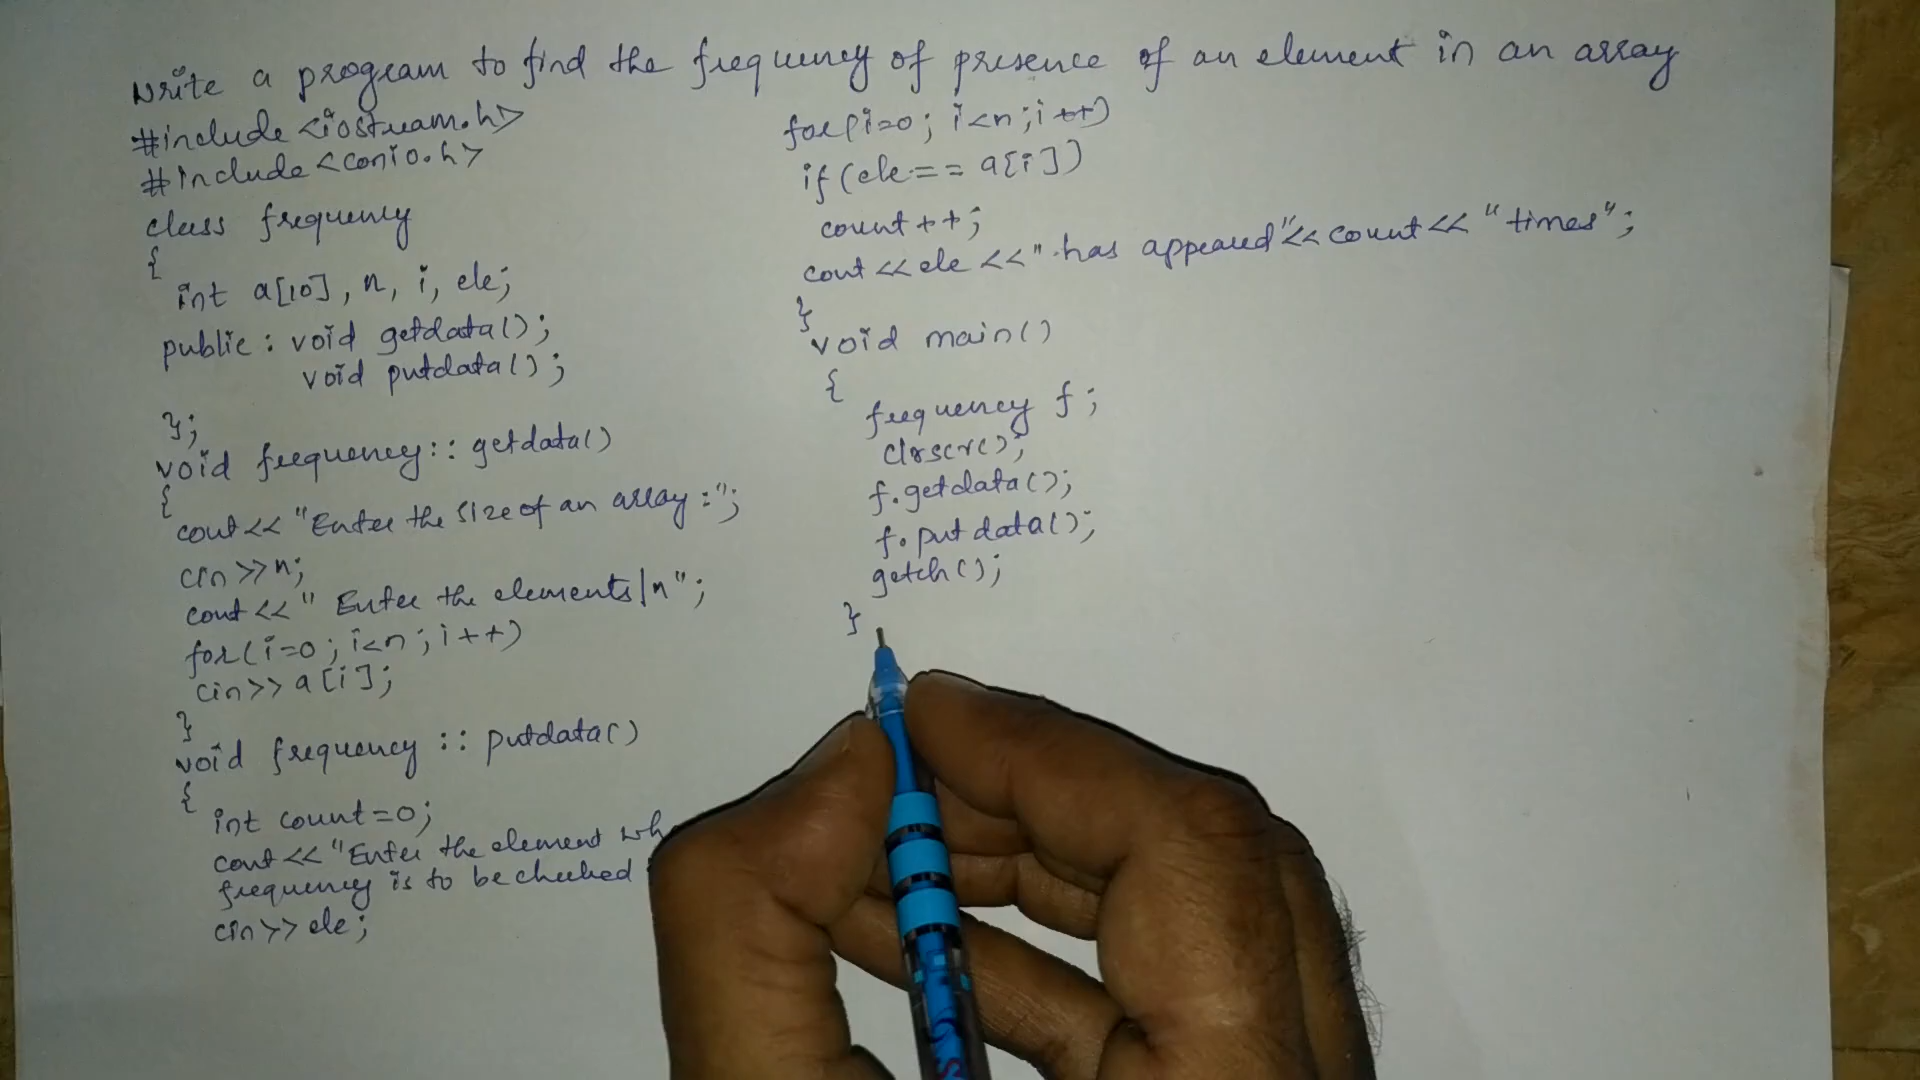 Write a program to find the frequency of presence of an element in an array
#include <iostream.h>
#Include <conio.h>
class frequency
{
int a[10], n, i, ele;
public: void getdata();
void putdata();
};
void frequency:: getdata()
{
cout<< "Enter the size of an array :";
cin >>n;
cout << " Enter the elements\n";
for(i=0; i<n; i++)
cin>> a[i];
}
void frequency :: putdata()
{
int count=0;
cout << "Enter the element
frequency is to be checked
cin>> ele;
for(i=0; i<n; i++)
if(ele== a[i])
count++;
cout << ele <<" has appeared"<< count << "times";
}
void main()
{
frequency f;
clrscr();
f.getdata();
f.putdata();
getch();
}